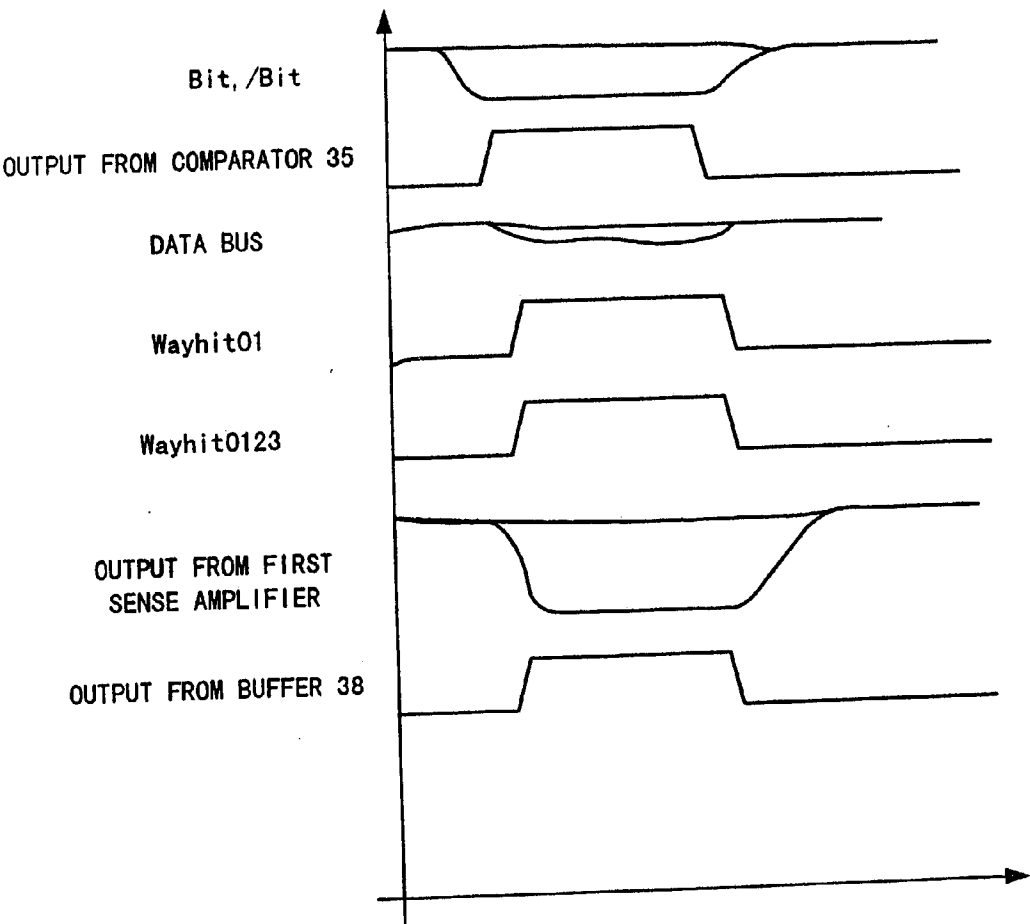 Bit, /Bit
OUTPUT FROM COMPARATOR 35
DATA BUS
Wayhit01
Wayhit0123
OUTPUT FROM FIRST
SENSE AMPLIFIER
OUTPUT FROM BUFFER 38